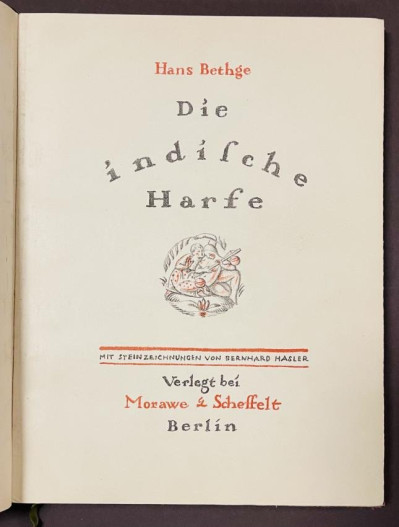 Hans Bethge
Die
indiſche
Harfe
MIT STEINZEICHNUNGEN VON BERNHARD HASLER
Verlegt bei
Morawe & Scheffelt
Berlin